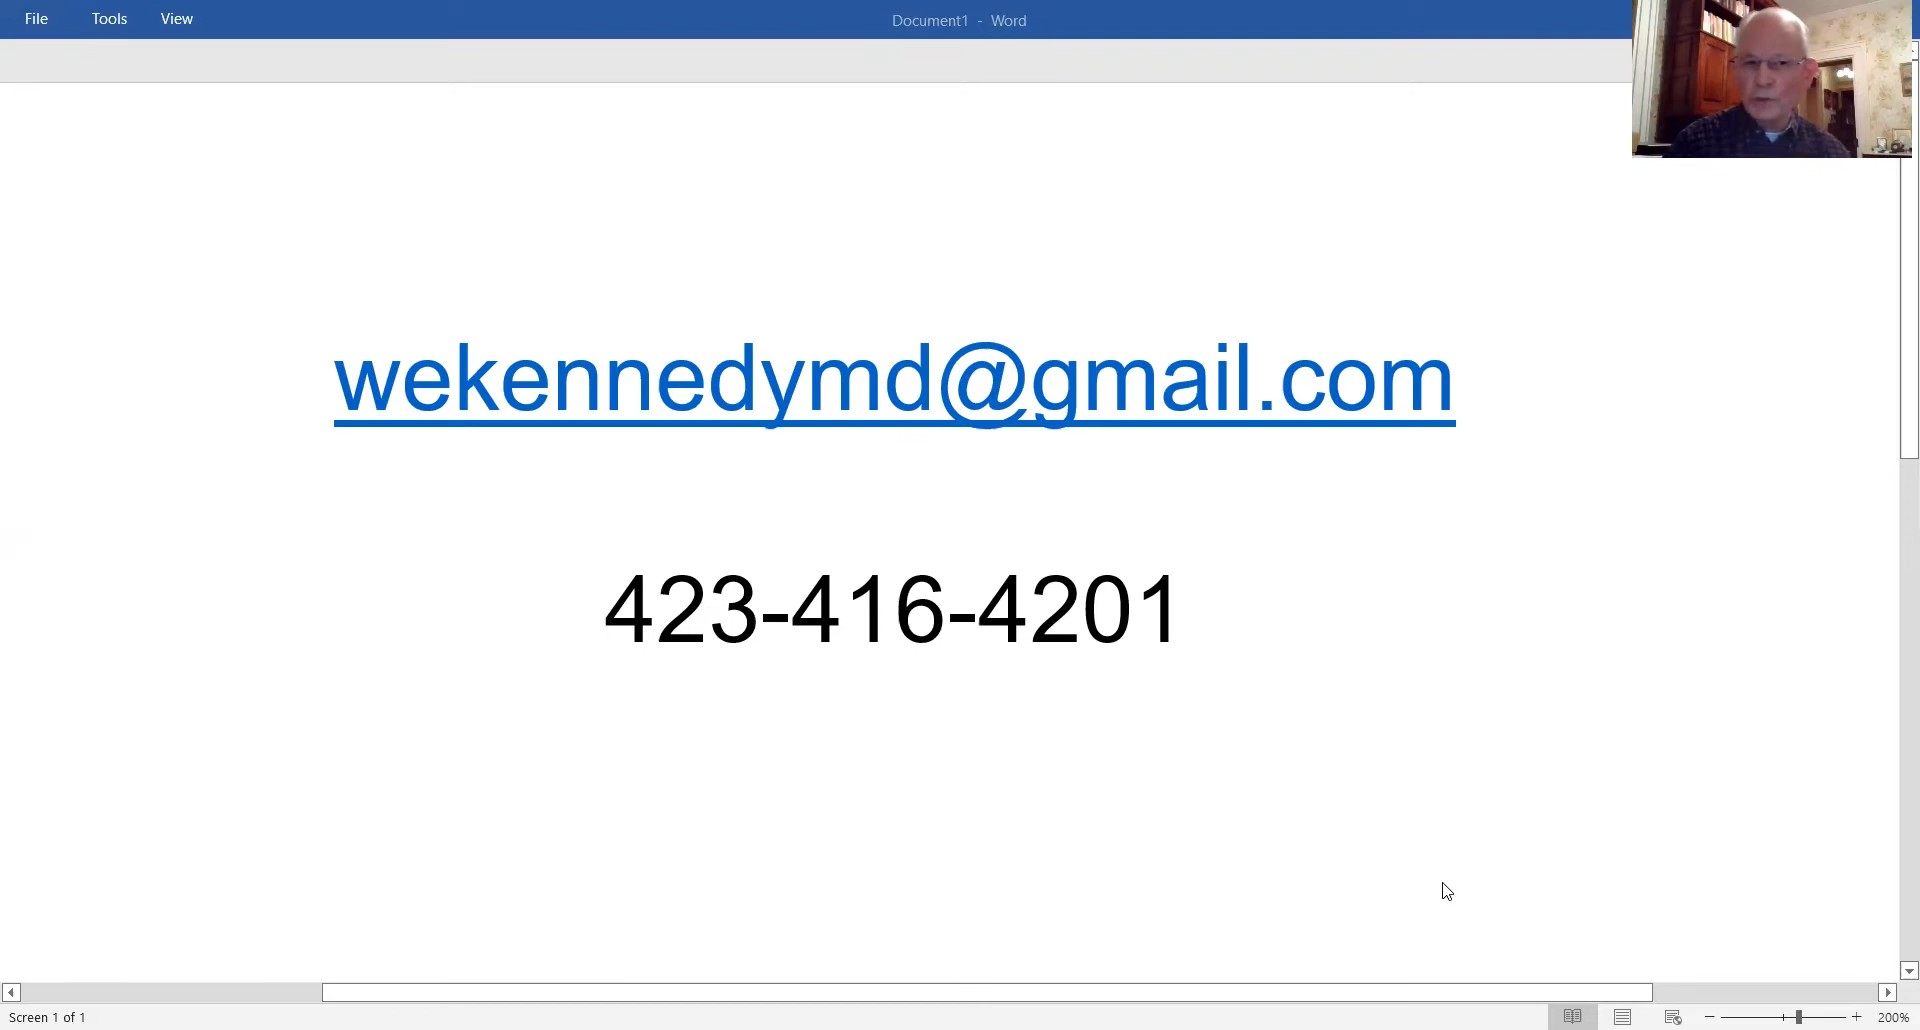 File Tools View Document1 - Word
wekennedymd@gmail.com
423-416-4201
Screen 1 of 1 200%